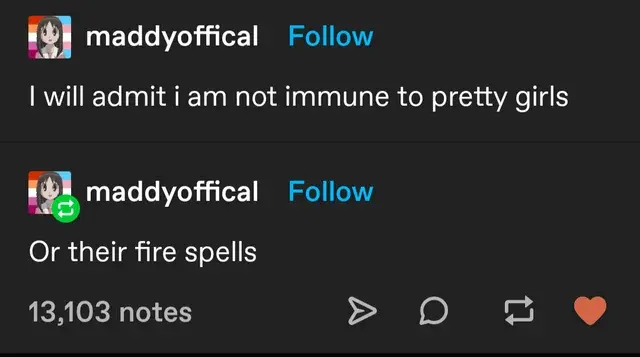 maddyoffical Follow
I will admit i am not immune to pretty girls
maddyoffical Follow
Or their fire spells
13,103 notes